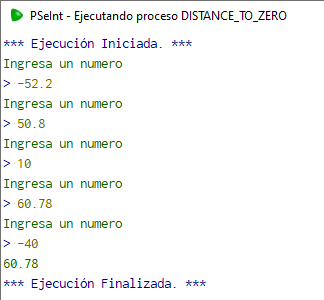 PSeInt - Ejecutando proceso DISTANCE_TO_ZERO
*** Ejecución Iniciada. ***
Ingresa un numero
> -52.2
Ingresa un numero
> 50.8
Ingresa un numero
> 10
Ingresa un numero
> 60.78
Ingresa un numero
> -40
60.78
*** Ejecución Finalizada. ***